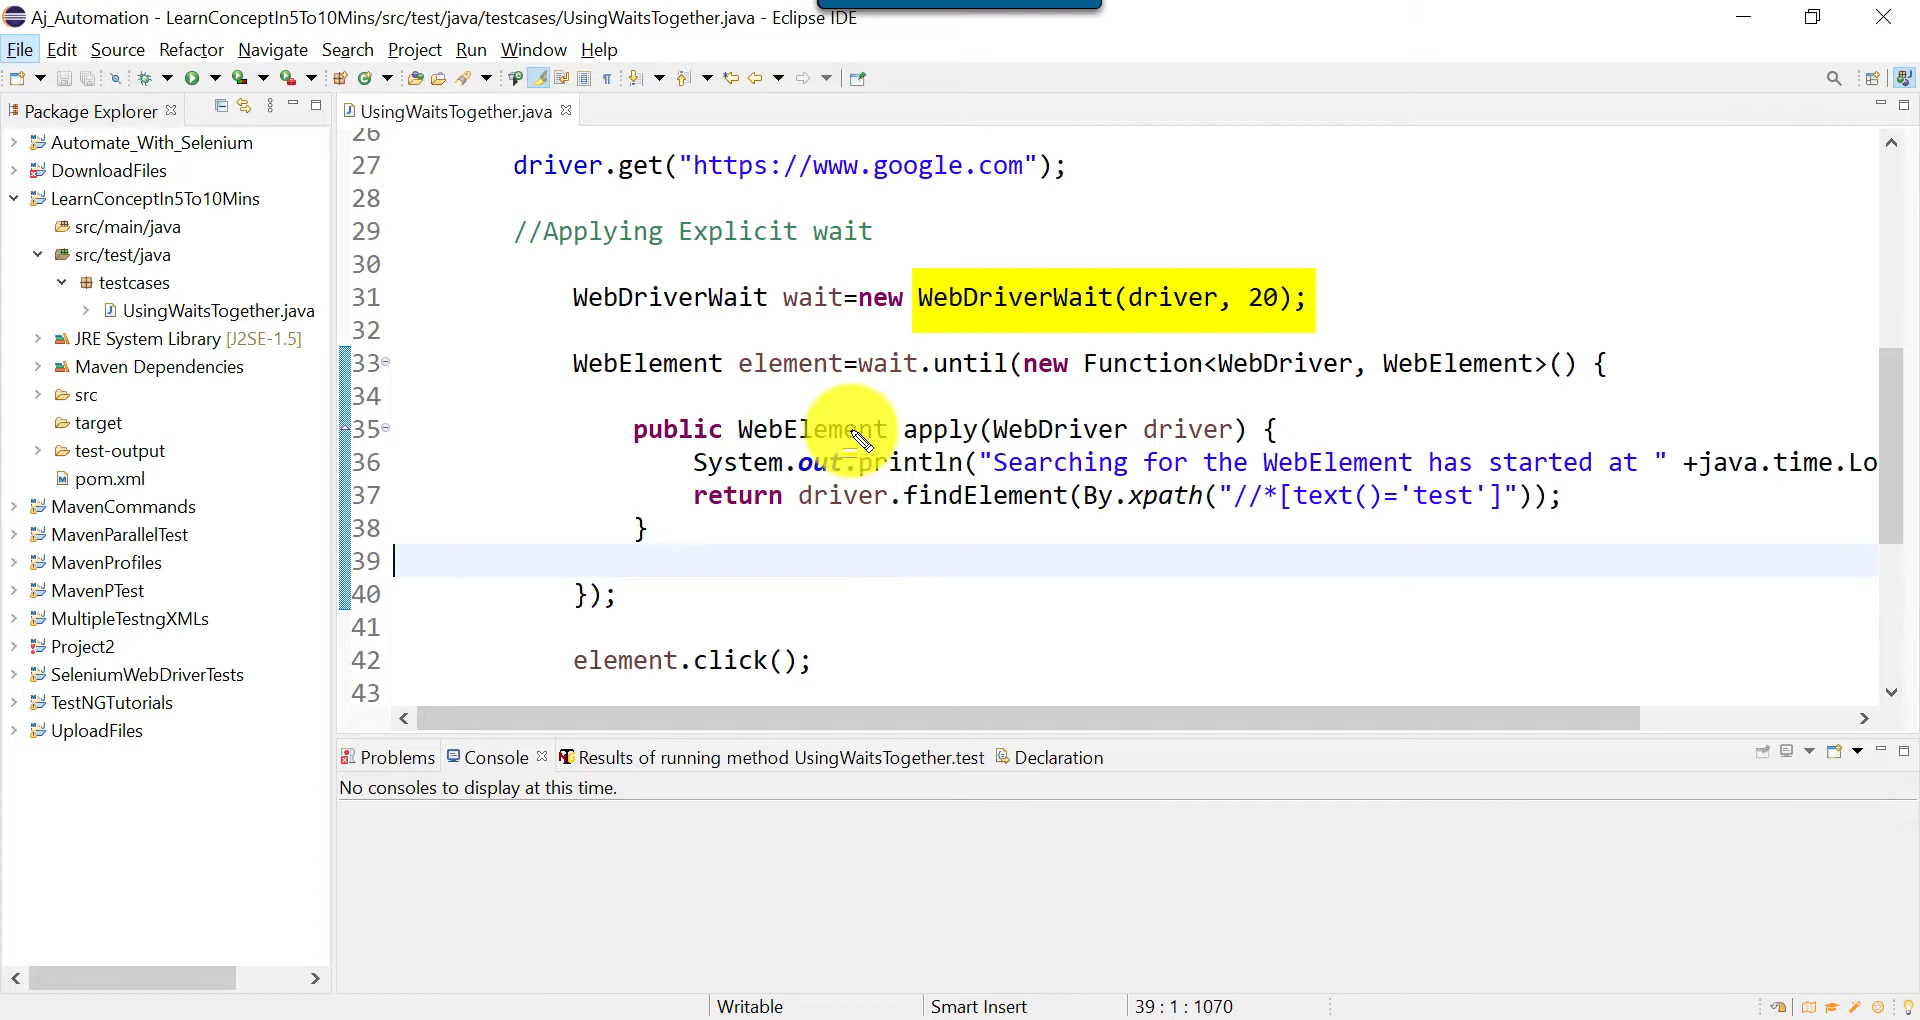 Aj_Automation - LearnConceptIn5To10Mins/src/test/java/testcases/UsingWaitsTogether.java - Eclipse IDE
File Edit Source Refactor Navigate Search Project Run Window Help
Package Explorer
Automate_With_Selenium
DownloadFiles
LearnConceptIn5To10Mins
src/main/java
src/test/java
testcases
UsingWaitsTogether.java
JRE System Library [J2SE-1.5]
Maven Dependencies
src
target
test-output
pom.xml
MavenCommands
MavenParallelTest
MavenProfiles
MavenPTest
MultipleTestngXMLs
Project2
SeleniumWebDriverTests
TestNGTutorials
UploadFiles
UsingWaitsTogether.java
26
27 driver.get("https://www.google.com");
28
29 //Applying Explicit wait
30
31 WebDriverWait wait=new WebDriverWait(driver, 20);
32
33 WebElement element=wait.until(new Function<WebDriver, WebElement>() {
34
35 public WebElement apply(WebDriver driver) {
36 System.out.println("Searching for the WebElement has started at " +java.time.Lo
37 return driver.findElement(By.xpath("//*[text()='test']"));
38 }
39
40 });
41
42 element.click();
43
Problems Console Results of running method UsingWaitsTogether.test Declaration
No consoles to display at this time.
Writable Smart Insert 39 : 1 : 1070